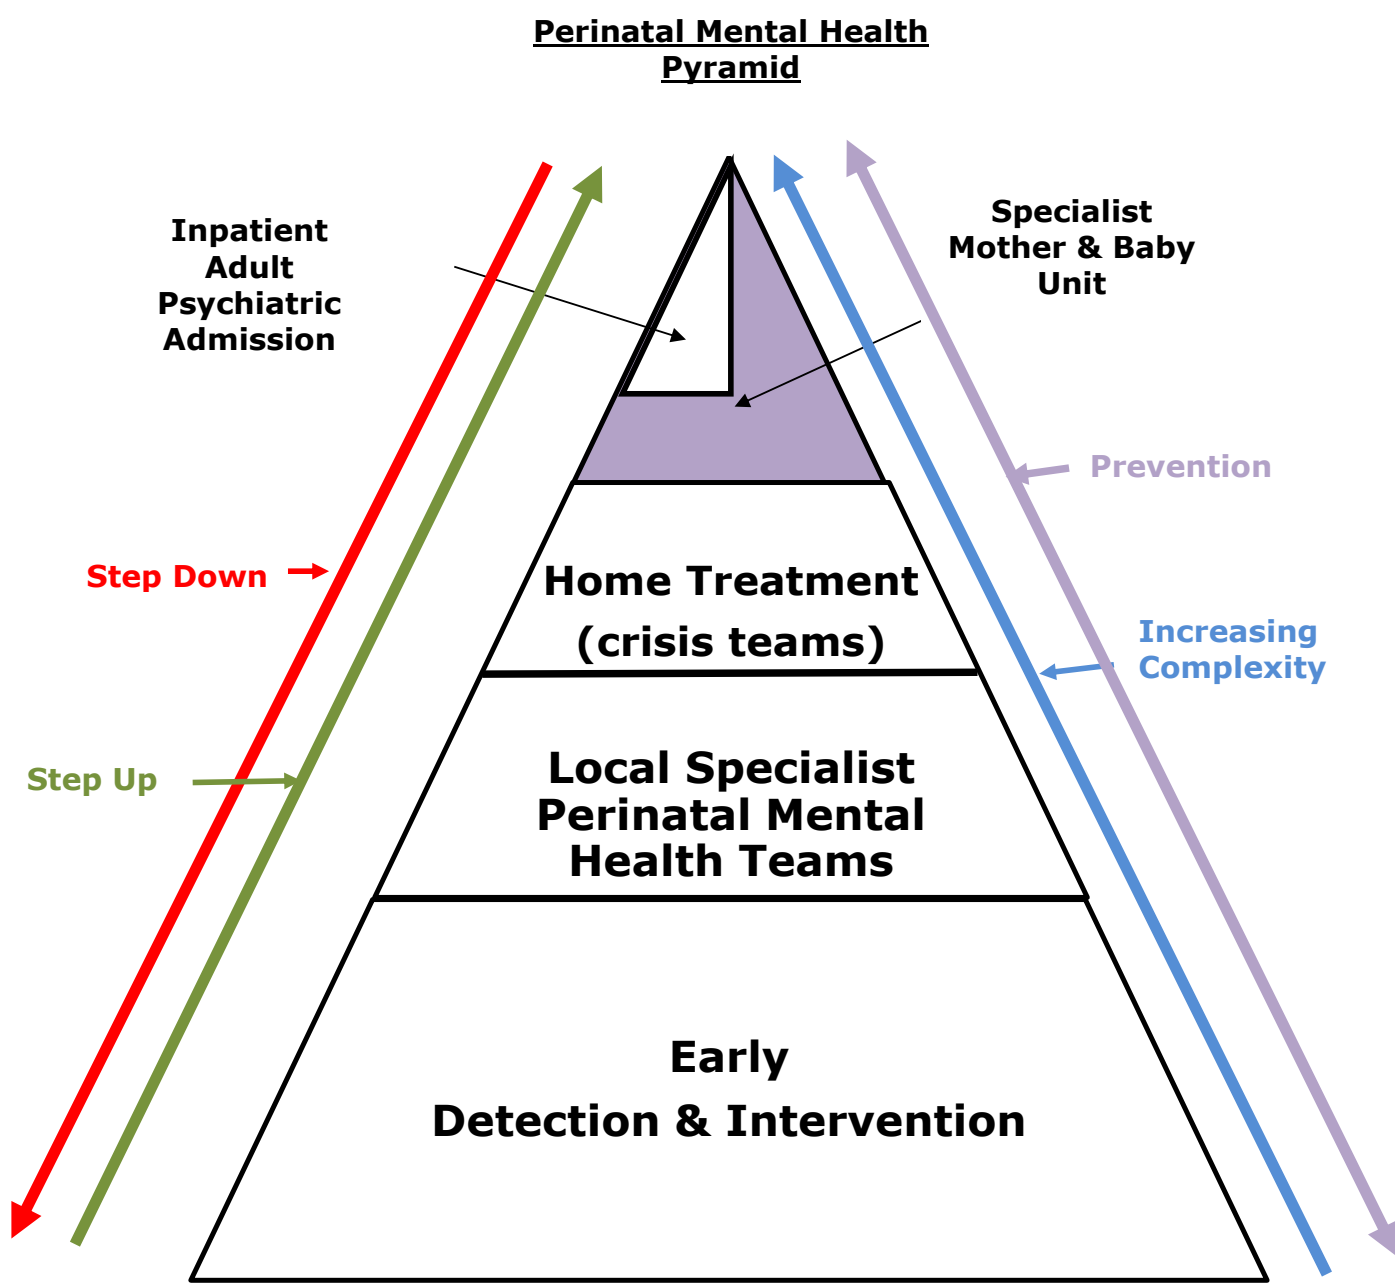 Perinatal Mental Health
Pyramid
Inpatient
Adult
Psychiatric
Admission
Specialist
Mother & Baby
Unit
Prevention
Step Down
Home Treatment
(crisis teams)
Increasing
Complexity
Step Up
Local Specialist
Perinatal Mental
Health Teams
Early
Detection & Intervention